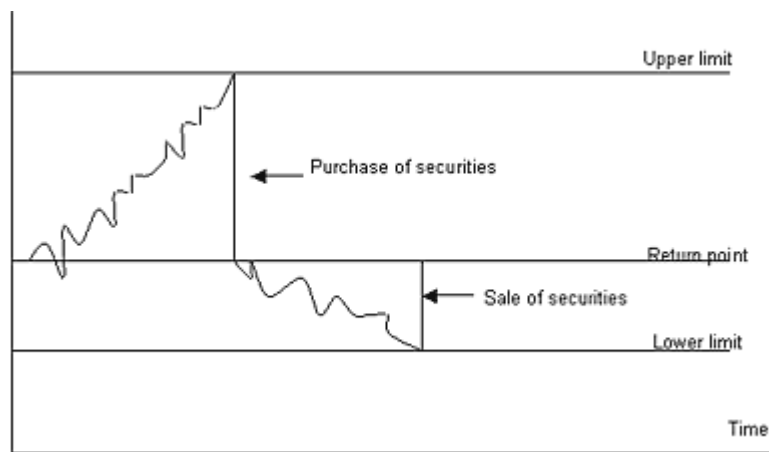 Upper limit
Purchase of securities
Return point
Sale of securities
Lower limit
Time